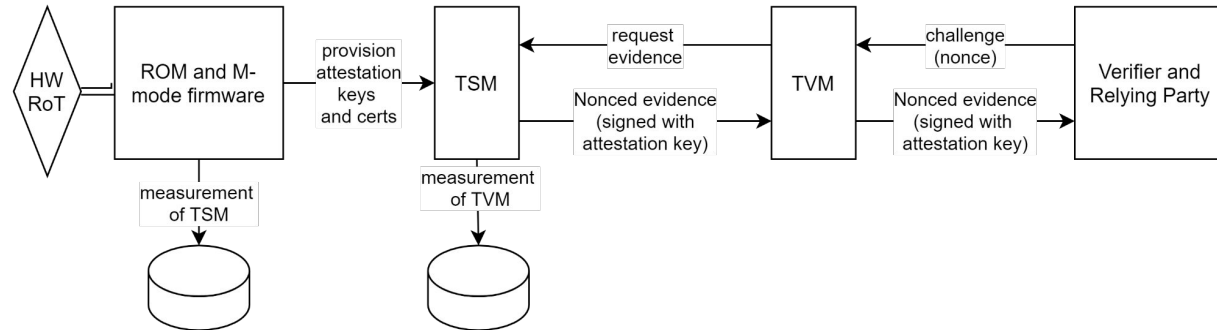 HW
RoT
ROM and M-
mode firmware
provision
attestation
keys
and certs
TSM
request
evidence
Nonced evidence
(signed with
attestation key)
TVM
challenge
(nonce)
Nonced evidence
(signed with
attestation key)
Verifier and
Relying Party
measurement
of TSM
measurement
of TVM